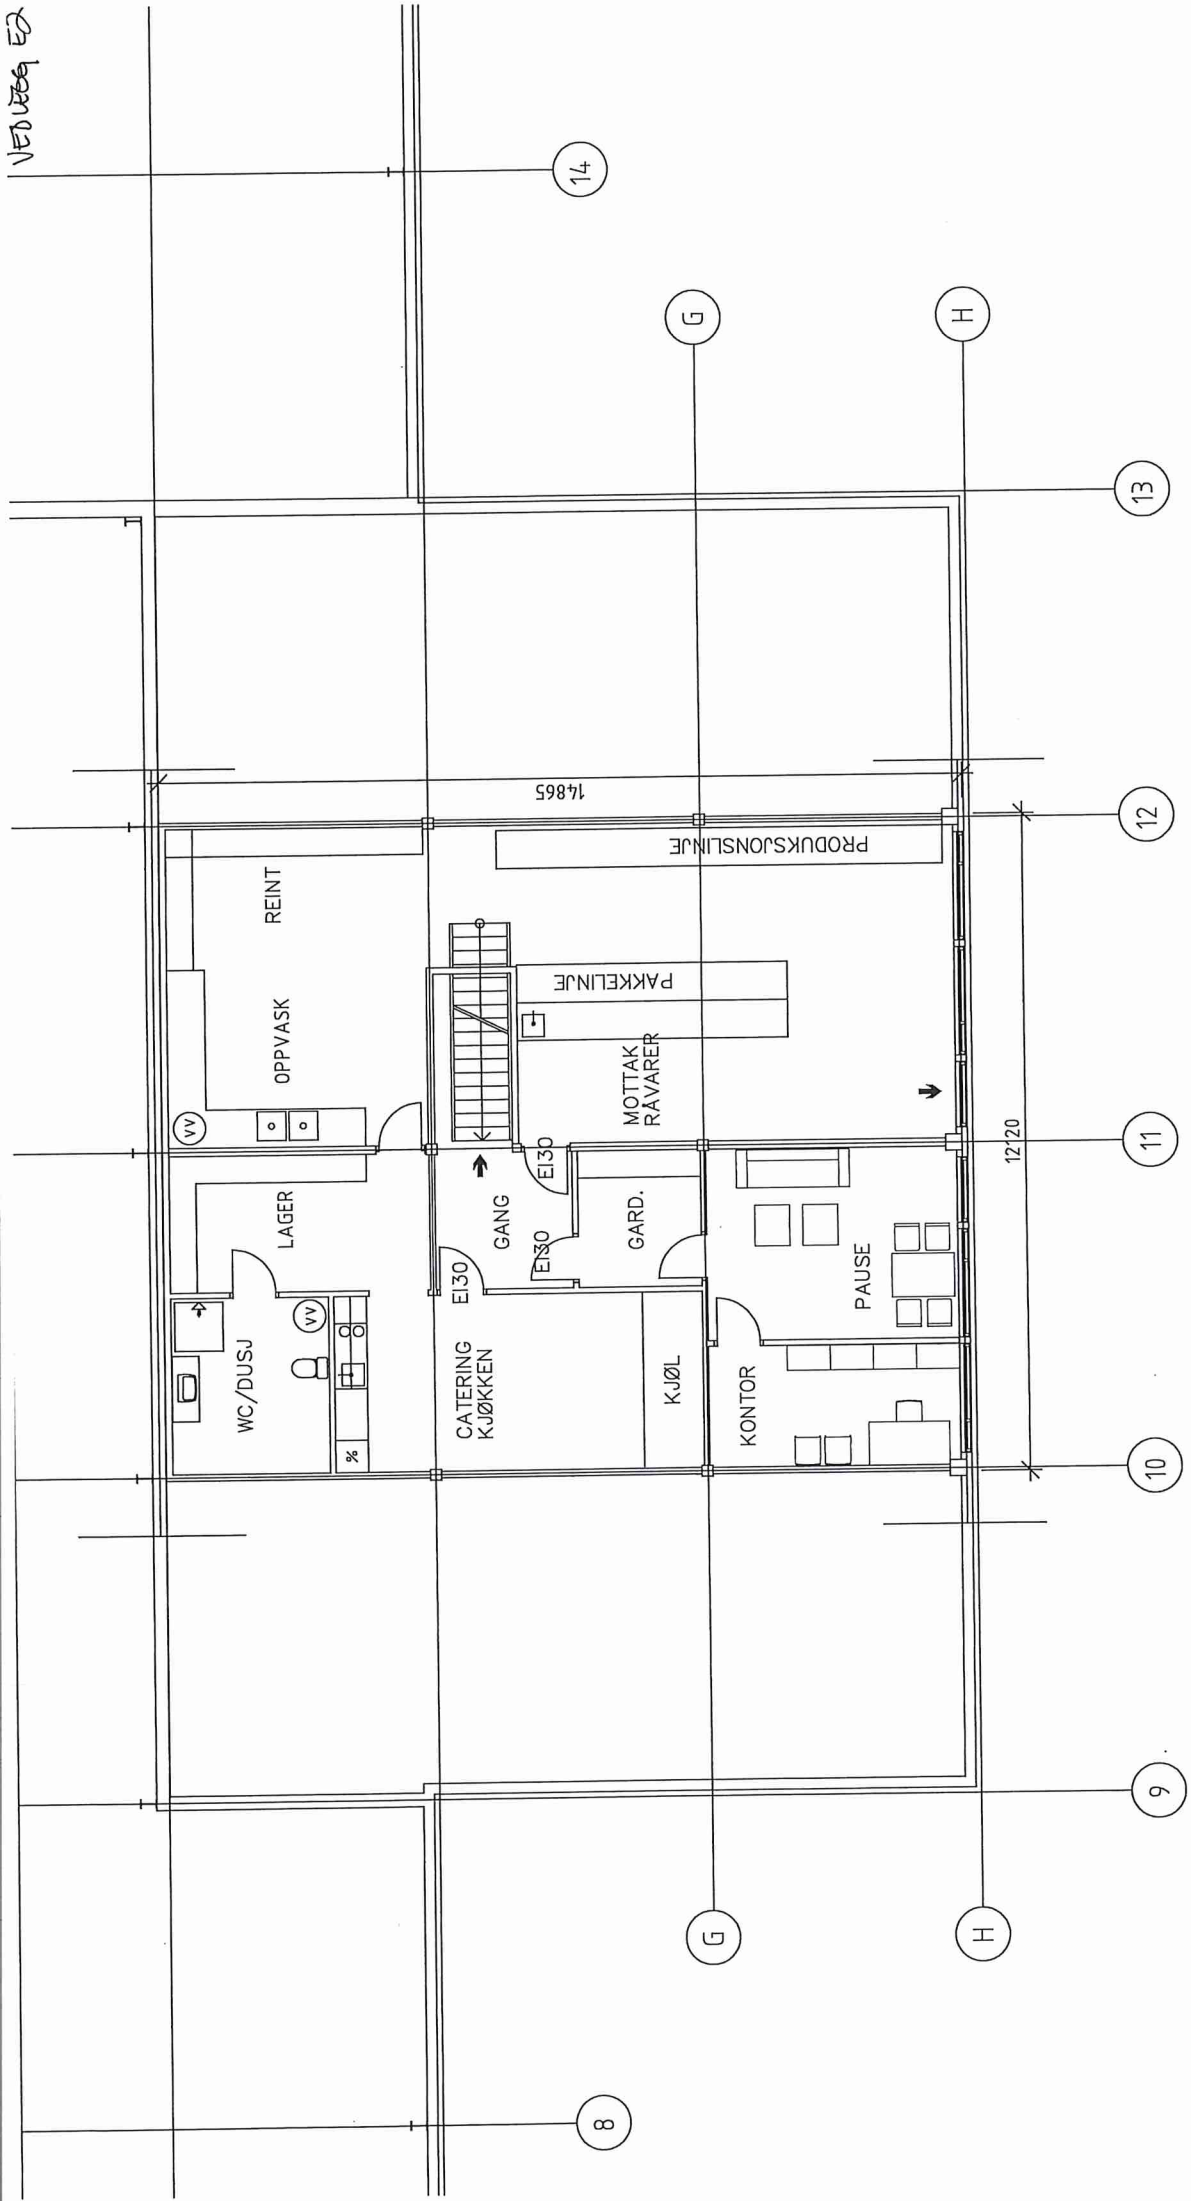 VEDLEGG E2
14
G
H
13
14865
12
REINT
PRODUKSJONSLINJE
OPPVASK
PAKKELINJE
MOTTAK
RÅVARER
VV
11
12120
LAGER
GANG
EI30
EI30
EI30
GARD.
PAUSE
WC/DUSJ
VV
%
CATERING
KJØKKEN
KJØL
KONTOR
10
9
G
H
8